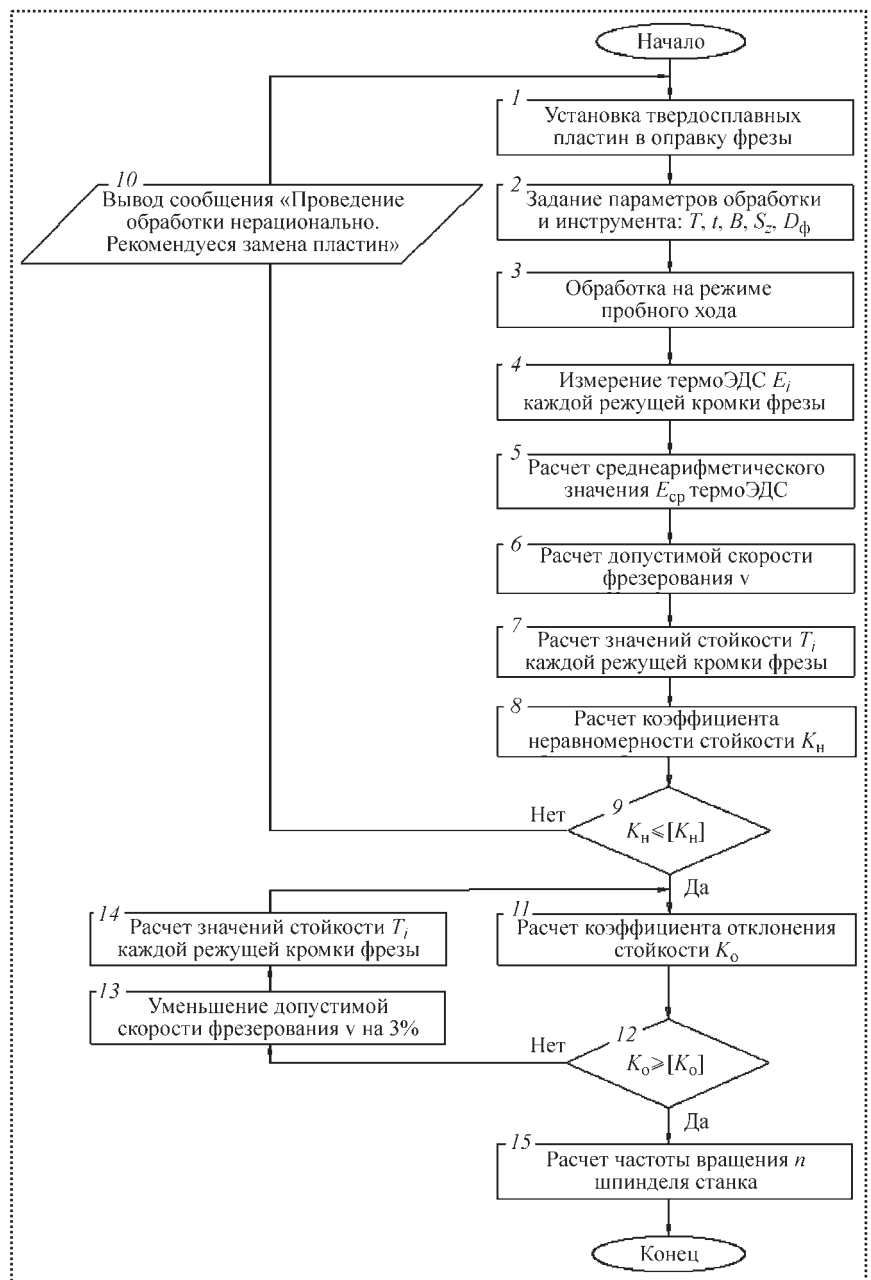 Начало
1
Установка твердосплавных
пластин в оправку фрезы
2
Задание параметров обработки
и инструмента: T, t, B, S_z, D_ф
3
Обработка на режиме
пробного хода
4
Измерение термоЭДС E_i
каждой режущей кромки фрезы
5
Расчет среднеарифметического
значения E_ср термоЭДС
6
Расчет допустимой скорости
фрезерования v
7
Расчет значений стойкости T_i
каждой режущей кромки фрезы
8
Расчет коэффициента
неравномерности стойкости K_н
9
K_н ⩽ [K_н]
Нет
Да
10
Вывод сообщения «Проведение
обработки нерационально.
Рекомендуеся замена пластин»
11
Расчет коэффициента отклонения
стойкости K_о
12
K_о ⩾ [K_о]
Нет
Да
13
Уменьшение допустимой
скорости фрезерования v на 3%
14
Расчет значений стойкости T_i
каждой режущей кромки фрезы
15
Расчет частоты вращения n
шпинделя станка
Конец